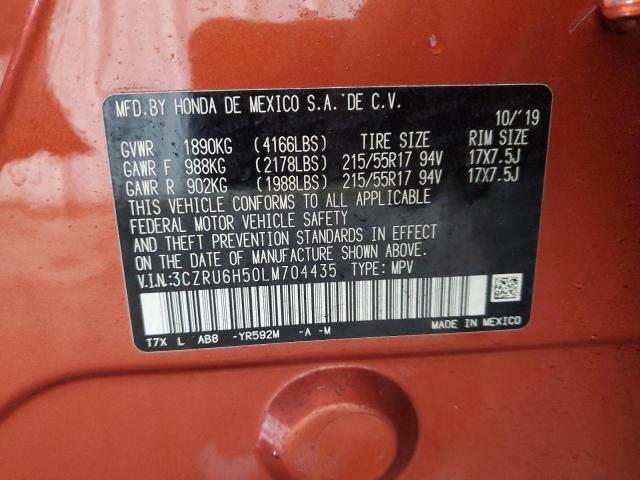 MFD.BY HONDA DE MEXICO S.A. DE C.V.
10/'19
GVWR 1890KG (4166LBS) TIRE SIZE RIM SIZE
GAWR F 988KG (2178LBS) 215/55R17 94V 17X7.5J
GAWR R 902KG (1988LBS) 215/55R17 94V 17X7.5J
THIS VEHICLE CONFORMS TO ALL APPLICABLE
FEDERAL MOTOR VEHICLE SAFETY
AND THEFT PREVENTION STANDARDS IN EFFECT
ON THE DATE OF MANUFACTURE SHOWN ABOVE.
V.I.N.:3CZRU6H50LM704435 TYPE: MPV
T7X L AB8 -YR592M -A -M
MADE IN MEXICO